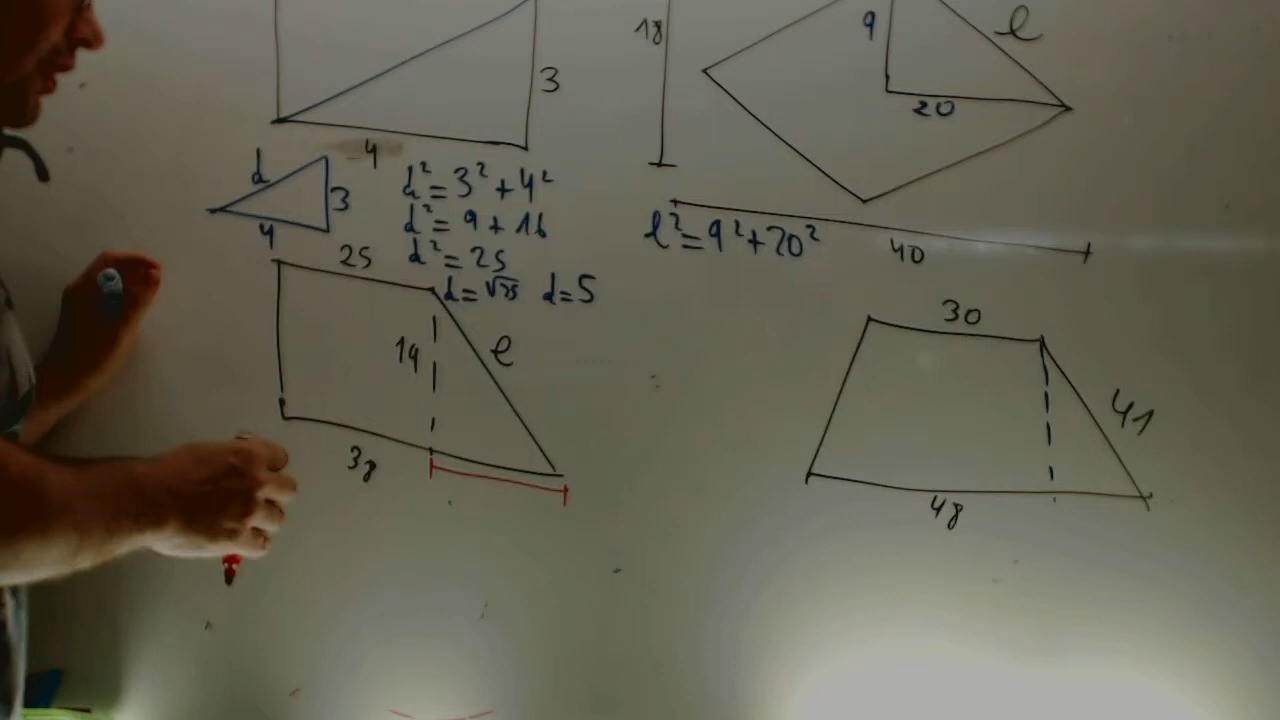 18
9
l
3
20
4
d
3
4
d² = 3² + 4²
d² = 9 + 16
d² = 25
d = √25 d = 5
l² = 9² + 20²
40
25
19
l
38
30
41
48